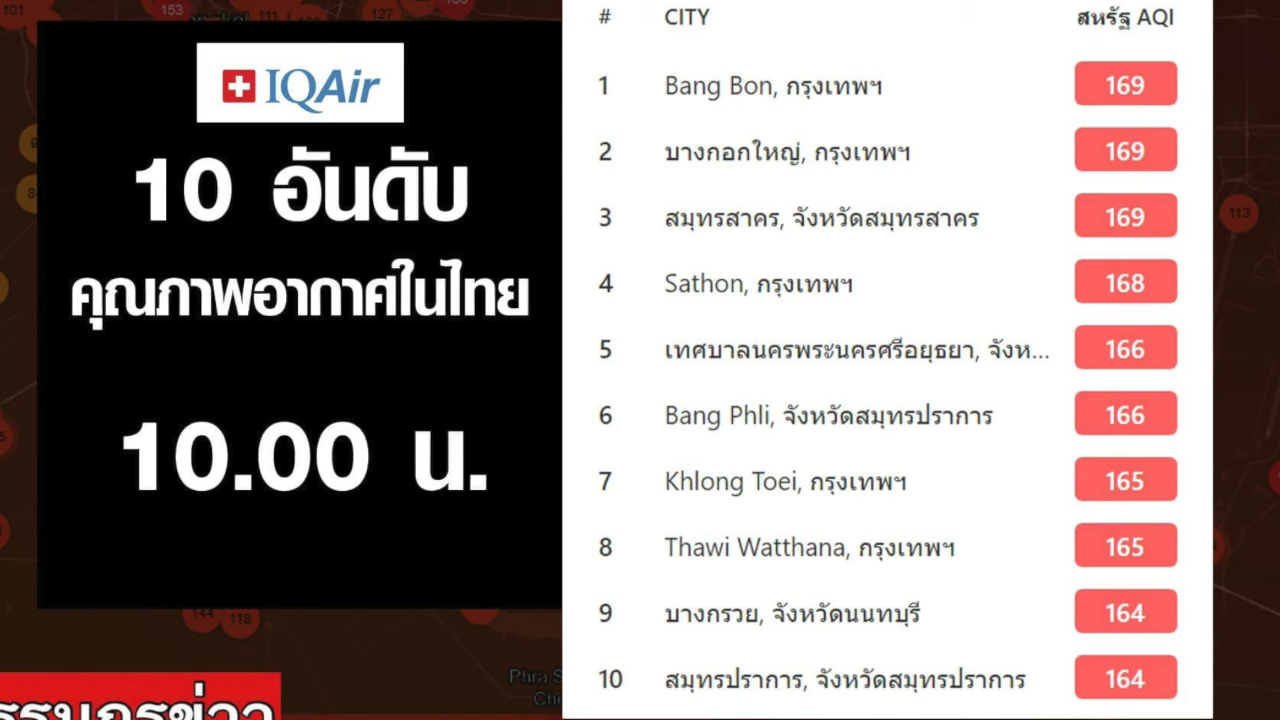 IQAir
10 อันดับ
คุณภาพอากาศในไทย
10.00 น.
# CITY สหรัฐ AQI
1 Bang Bon, กรุงเทพฯ 169
2 บางกอกใหญ่, กรุงเทพฯ 169
3 สมุทรสาคร, จังหวัดสมุทรสาคร 169
4 Sathon, กรุงเทพฯ 168
5 เทศบาลนครพระนครศรีอยุธยา, จังห... 166
6 Bang Phli, จังหวัดสมุทรปราการ 166
7 Khlong Toei, กรุงเทพฯ 165
8 Thawi Watthana, กรุงเทพฯ 165
9 บางกรวย, จังหวัดนนทบุรี 164
10 สมุทรปราการ, จังหวัดสมุทรปราการ 164
101
153
111
127
113
144
118
Phra